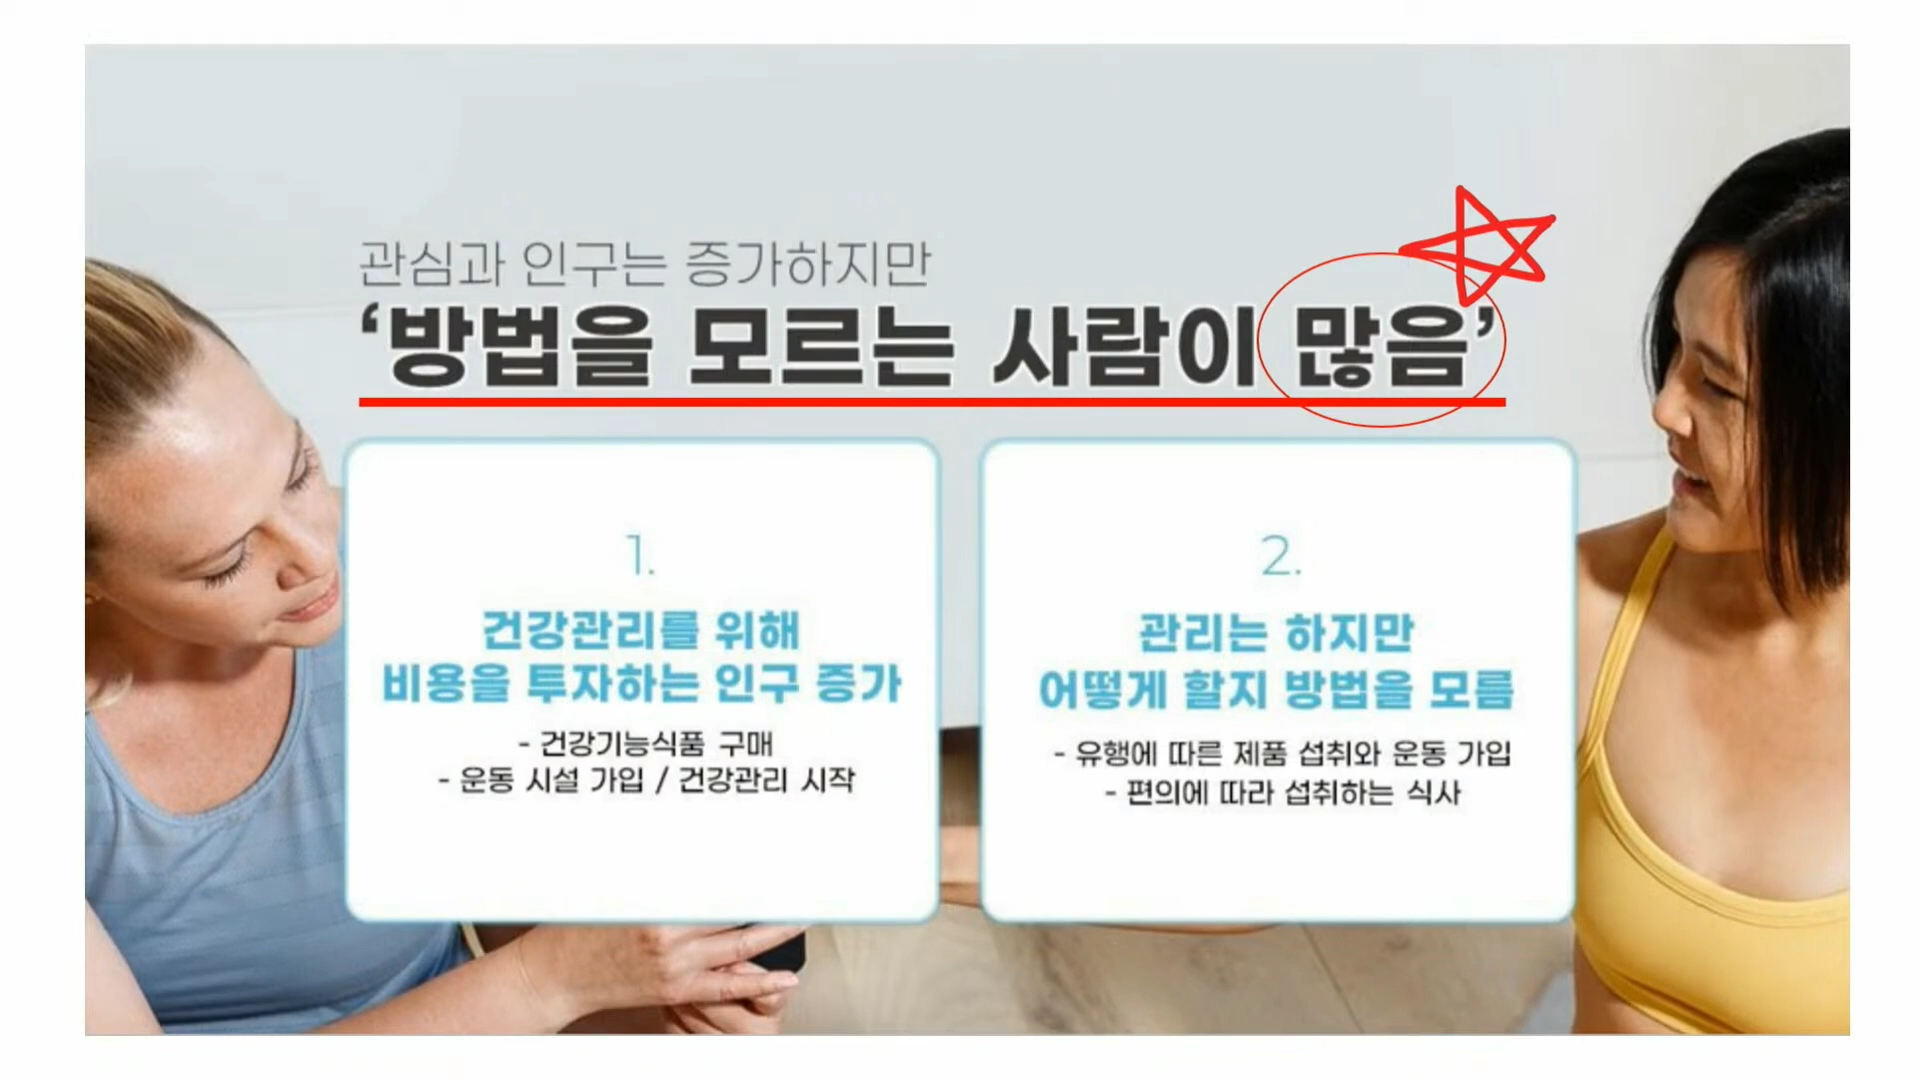 관심과 인구는 증가하지만
‘방법을 모르는 사람이 많음’
1.
건강관리를 위해
비용을 투자하는 인구 증가
- 건강기능식품 구매
- 운동 시설 가입 / 건강관리 시작
2.
관리는 하지만
어떻게 할지 방법을 모름
- 유행에 따른 제품 섭취와 운동 가입
- 편의에 따라 섭취하는 식사